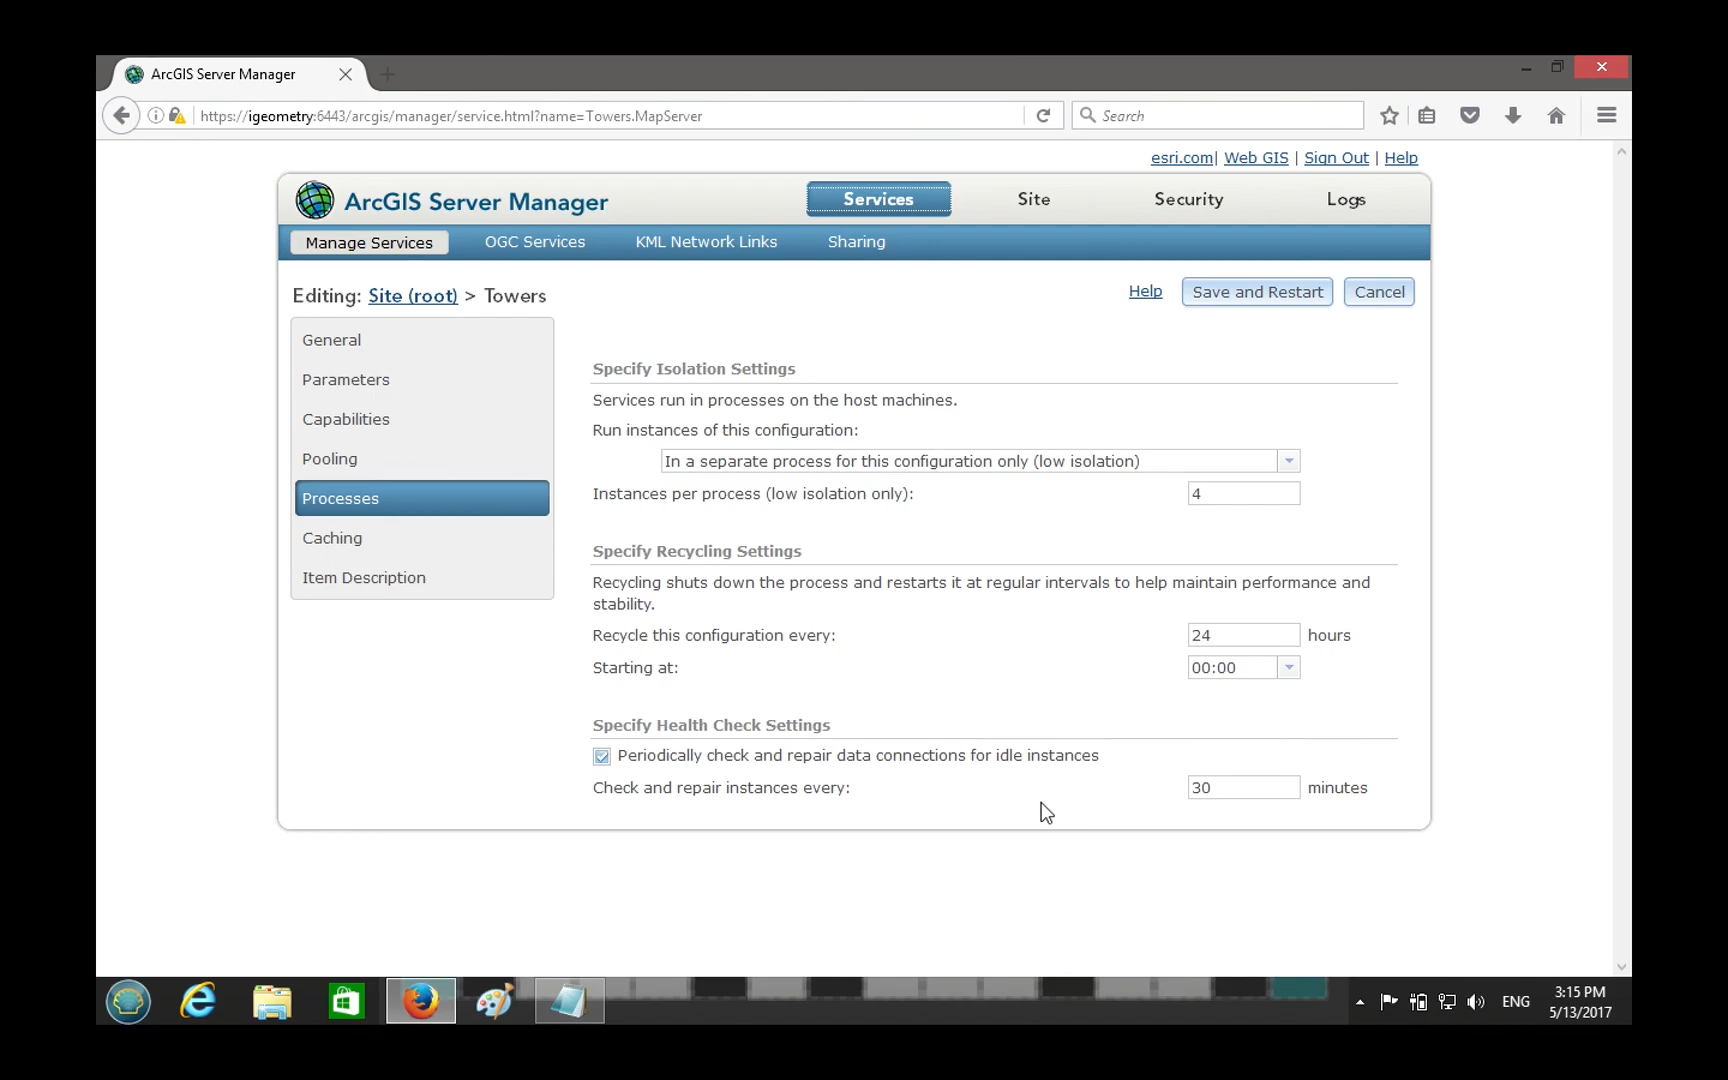 ArcGIS Server Manager
https://igeometry:6443/arcgis/manager/service.html?name=Towers.MapServer
Search
esri.com| Web GIS | Sign Out | Help
ArcGIS Server Manager
Services
Site
Security
Logs
Manage Services
OGC Services
KML Network Links
Sharing
Editing: Site (root) > Towers
Help
Save and Restart
Cancel
General
Parameters
Capabilities
Pooling
Processes
Caching
Item Description
Specify Isolation Settings
Services run in processes on the host machines.
Run instances of this configuration:
In a separate process for this configuration only (low isolation)
Instances per process (low isolation only): 4
Specify Recycling Settings
Recycling shuts down the process and restarts it at regular intervals to help maintain performance and
stability.
Recycle this configuration every: 24 hours
Starting at: 00:00
Specify Health Check Settings
Periodically check and repair data connections for idle instances
Check and repair instances every: 30 minutes
ENG
3:15 PM
5/13/2017